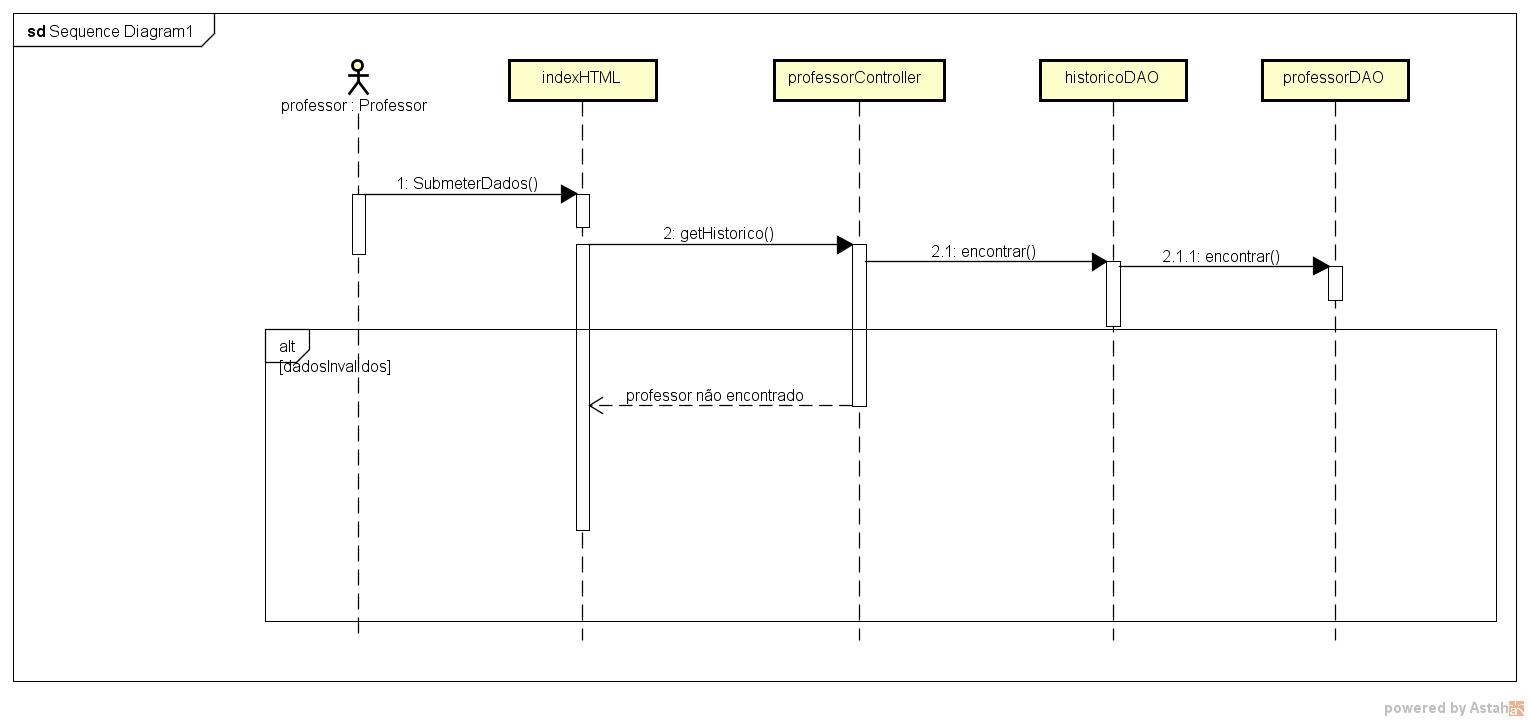 sd Sequence Diagram1
professor : Professor
indexHTML
professorController
historicoDAO
professorDAO
1: SubmeterDados()
2: getHistorico()
2.1: encontrar()
2.1.1: encontrar()
alt
[dadosInvalidos]
professor não encontrado
powered by Astah